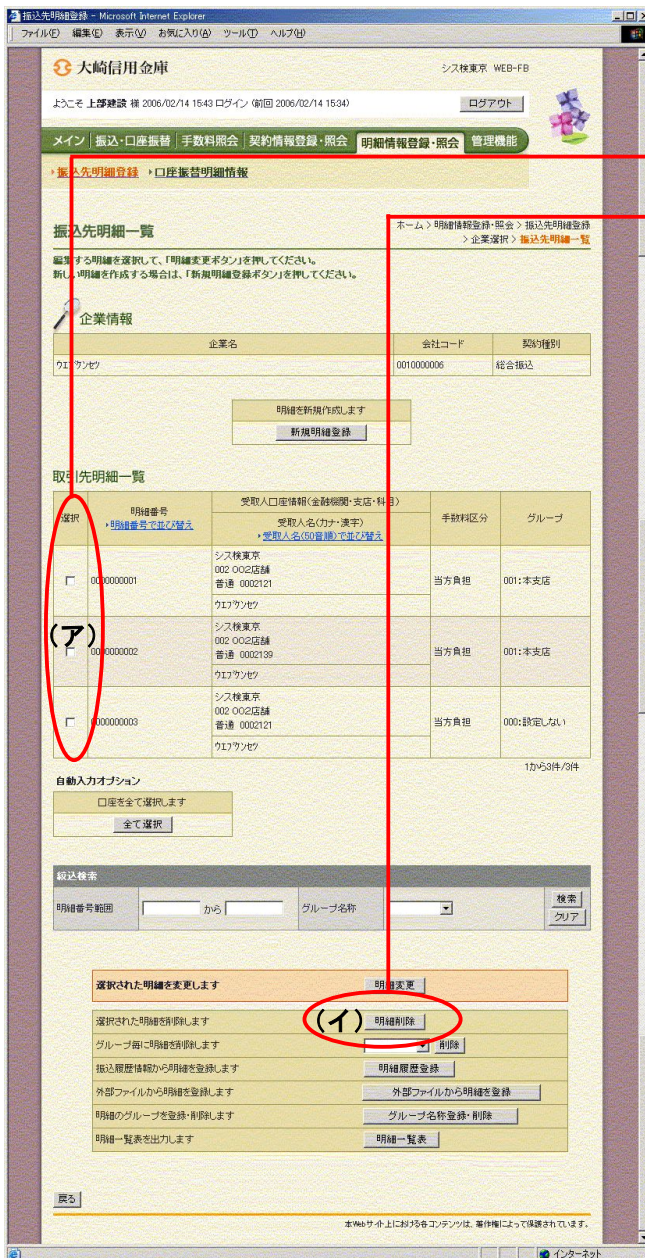 振込先明細登録 - Microsoft Internet Explorer
ファイル(F) 編集(E) 表示(V) お気に入り(A) ツール(T) ヘルプ(H)
大崎信用金庫
シス検東京 WEB-FB
ようこそ 上部建設 様 2006/02/14 15:43 ログイン (前回 2006/02/14 15:34)
ログアウト
メイン 振込・口座振替 手数料照会 契約情報登録・照会 明細情報登録・照会 管理機能
振込先明細登録 口座振替明細情報
振込先明細一覧
ホーム > 明細情報登録・照会 > 振込先明細登録
> 企業選択 > 振込先明細一覧
編集する明細を選択して、「明細変更ボタン」を押してください。
新しい明細を作成する場合は、「新規明細登録ボタン」を押してください。
企業情報
企業名 会社コード 契約種別
ウエブケンセツ 0010000006 総合振込
明細を新規作成します
新規明細登録
取引先明細一覧
選択 明細番号 受取人口座情報(金融機関・支店・科目) 手数料区分 グループ
明細番号で並び替え
受取人名(カナ・漢字)
受取人名(50音順)で並び替え
シス検東京
0000000001 002 002店舗 当方負担 001:本支店
普通 0002121
ウエブケンセツ
シス検東京
(ア) 0000000002 002 002店舗 当方負担 001:本支店
普通 0002139
ウエブケンセツ
シス検東京
0000000003 002 002店舗 当方負担 000:設定しない
普通 0002121
ウエブケンセツ
1から3件/3件
自動入力オプション
口座を全て選択します
全て選択
絞込検索
明細番号範囲 から グループ名称 検索
クリア
選択された明細を変更します 明細変更
選択された明細を削除します (イ) 明細削除
グループ毎に明細を削除します 削除
振込履歴情報から明細を登録します 明細履歴登録
外部ファイルから明細を登録します 外部ファイルから明細を登録
明細のグループを登録・削除します グループ名称登録・削除
明細一覧表を出力します 明細一覧表
戻る
本Webサイト上における各コンテンツは、著作権によって保護されています。
インターネット